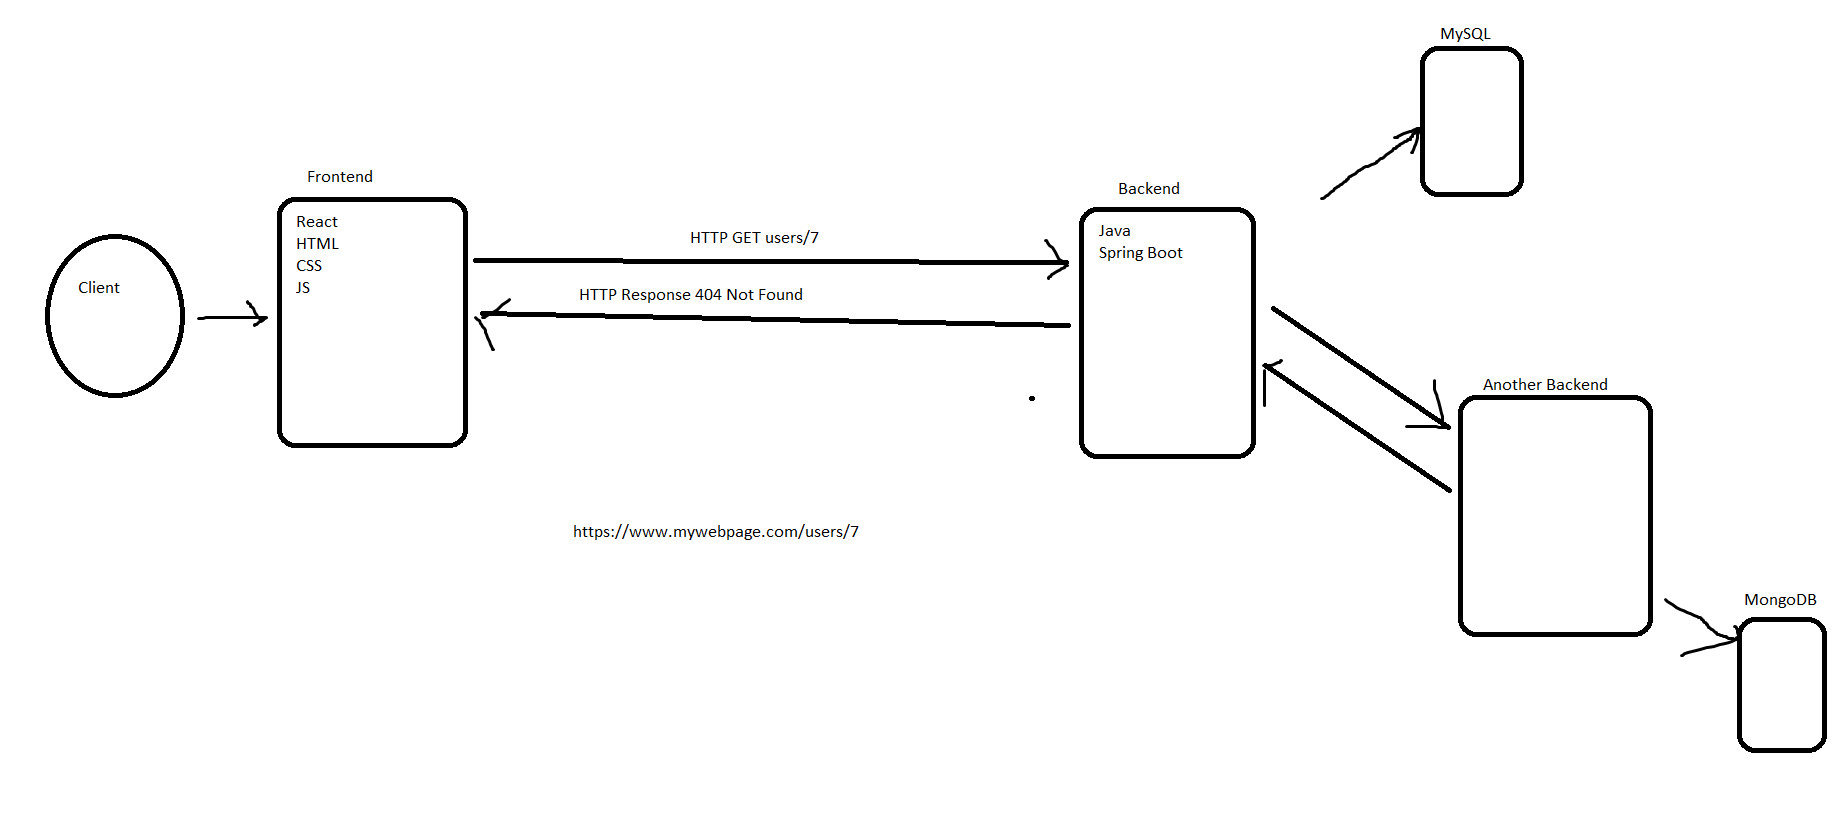 MySQL
Frontend
Backend
React
HTML
CSS
JS
Java
Spring Boot
HTTP GET users/7
Client
HTTP Response 404 Not Found
Another Backend
https://www.mywebpage.com/users/7
MongoDB